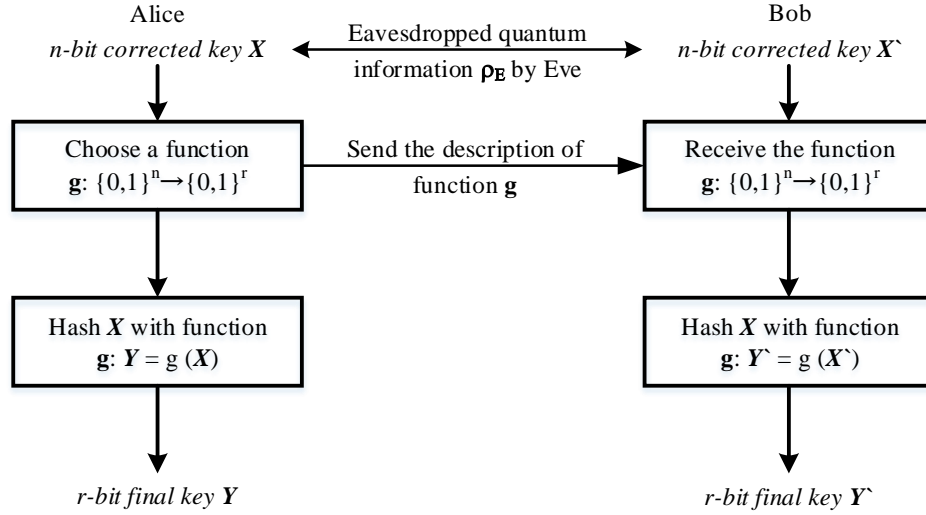 Alice
n-bit corrected key X
Eavesdropped quantum
information ρE by Eve
Bob
n-bit corrected key X`
Choose a function
g: {0,1}^n→{0,1}^r
Send the description of
function g
Receive the function
g: {0,1}^n→{0,1}^r
Hash X with function
g: Y = g (X)
Hash X with function
g: Y` = g (X`)
r-bit final key Y
r-bit final key Y`